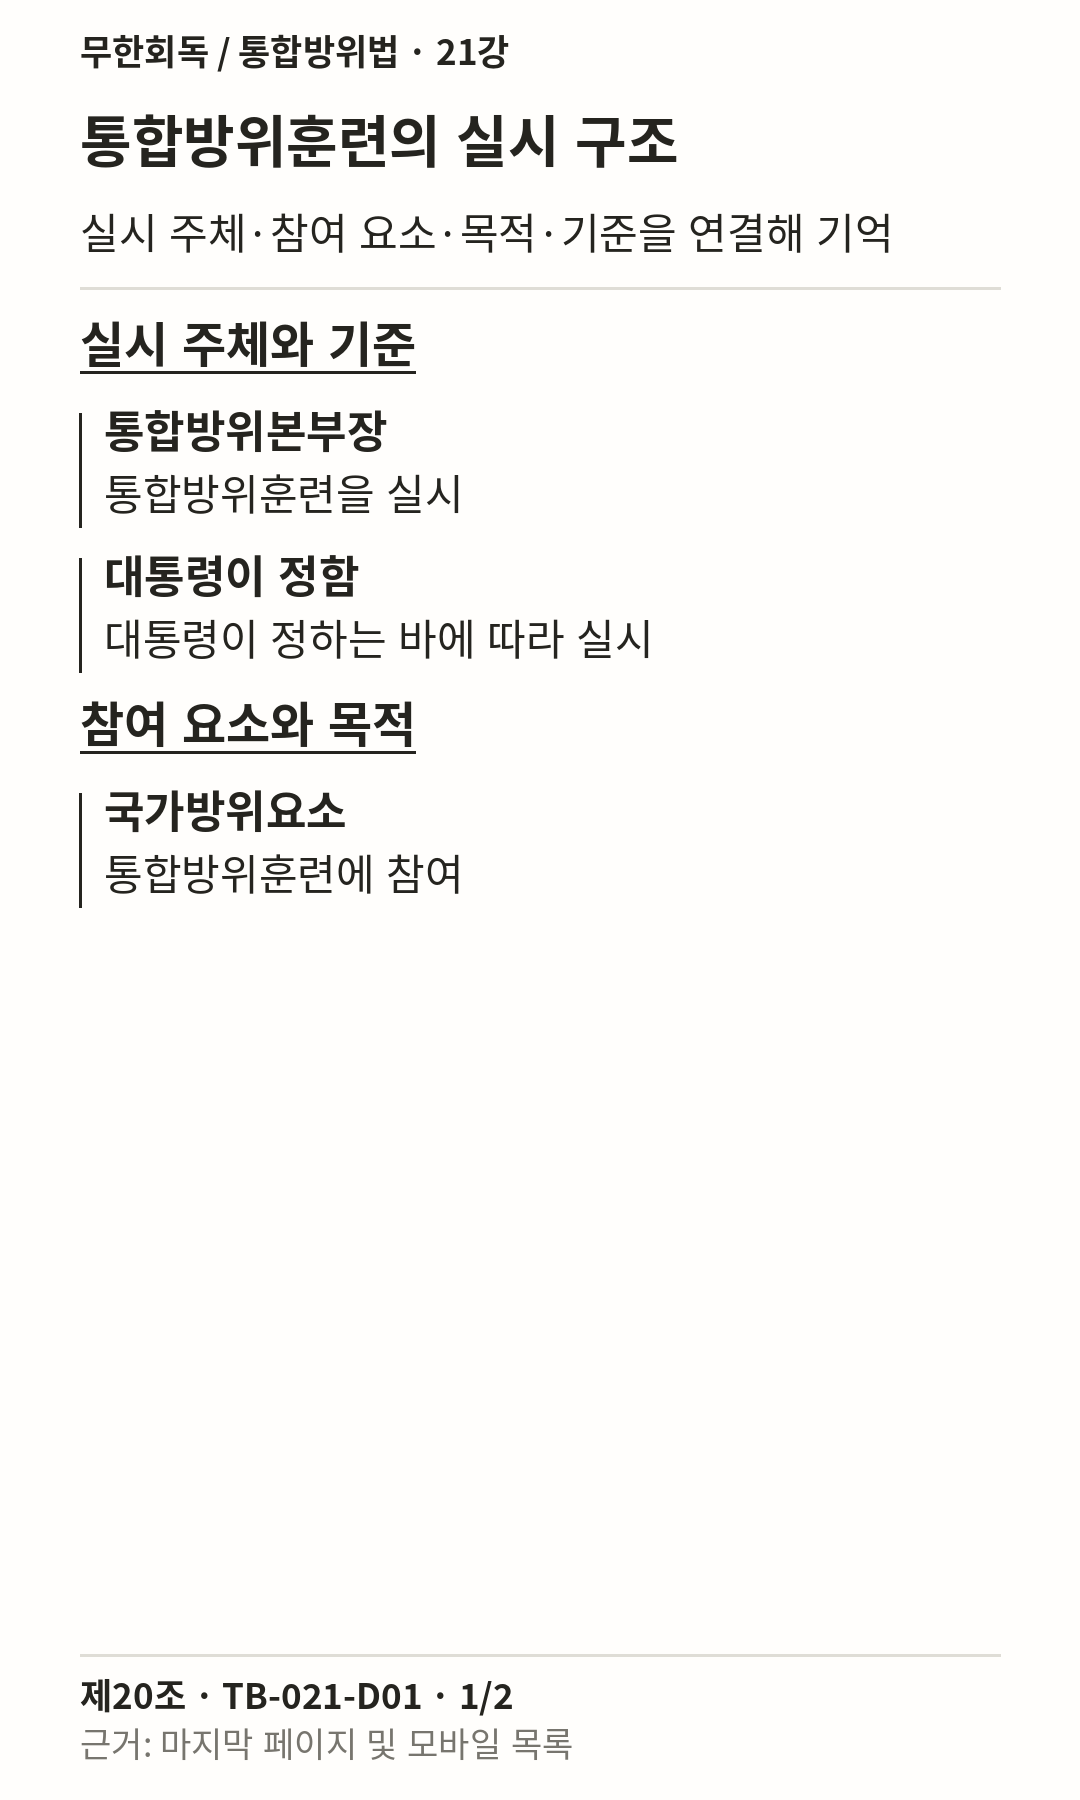 무한회독 / 통합방위법 · 21강
통합방위훈련의 실시 구조
실시 주체·참여 요소·목적·기준을 연결해 기억
실시 주체와 기준
통합방위본부장
통합방위훈련을 실시
대통령이 정함
대통령이 정하는 바에 따라 실시
참여 요소와 목적
국가방위요소
통합방위훈련에 참여
제20조 · TB-021-D01 · 1/2
근거: 마지막 페이지 및 모바일 목록